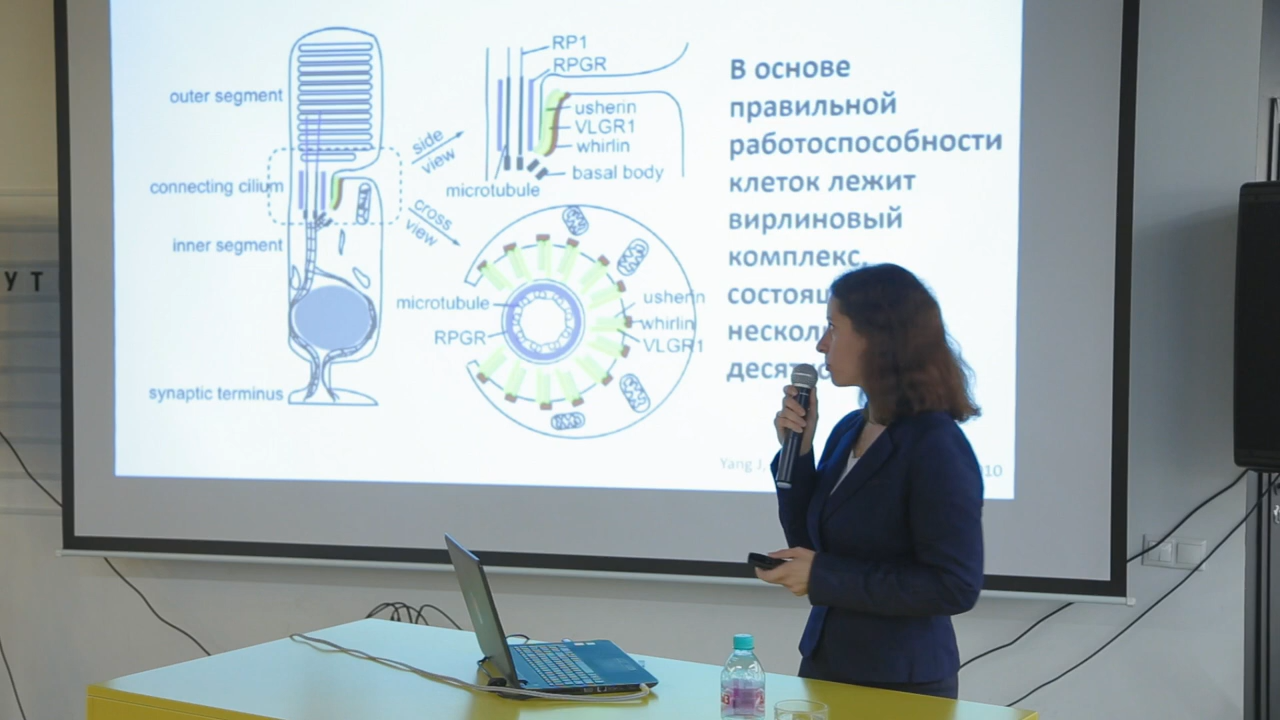 RP1
RPGR
outer segment
usherin
VLGR1
whirlin
side
view
basal body
microtubule
connecting cilium
cross
view
inner segment
microtubule
usherin
whirlin
RPGR
VLGR1
synaptic terminus
В основе
правильной
работоспособности
клеток лежит
вирлиновый
комплекс,
Yang J,
УТ